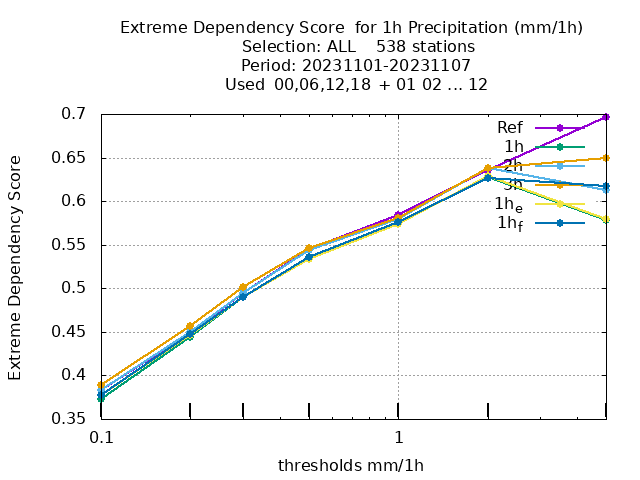 Extreme Dependency Score for 1h Precipitation (mm/1h)
Selection: ALL 538 stations
Period: 20231101-20231107
Used 00,06,12,18 + 01 02 ... 12
Extreme Dependency Score
0.7
0.65
0.6
0.55
0.5
0.45
0.4
0.35
Ref
1h
2h
3h
1he
1hf
0.1
1
thresholds mm/1h